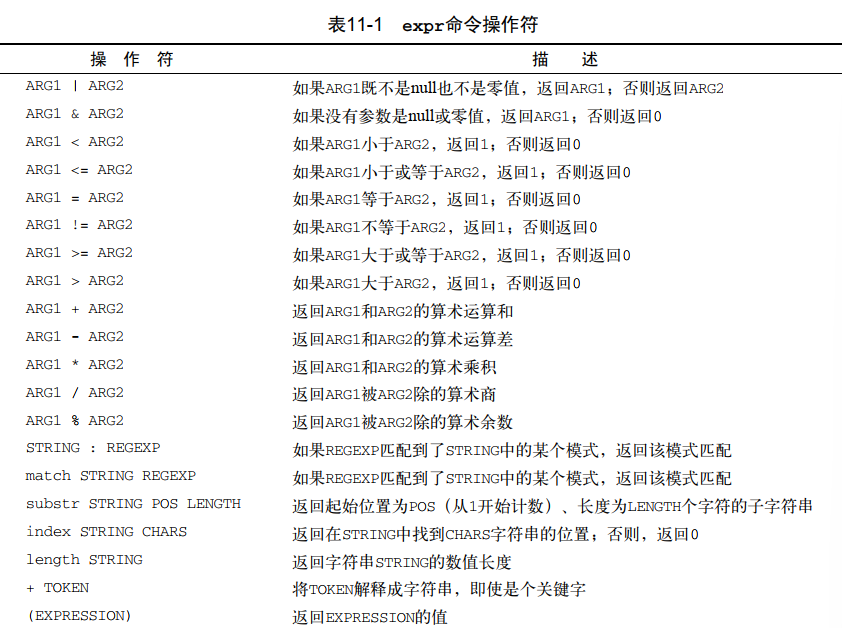 表11-1 expr命令操作符
操 作 符 描 述
ARG1 | ARG2 如果ARG1既不是null也不是零值，返回ARG1；否则返回ARG2
ARG1 & ARG2 如果没有参数是null或零值，返回ARG1；否则返回0
ARG1 < ARG2 如果ARG1小于ARG2，返回1；否则返回0
ARG1 <= ARG2 如果ARG1小于或等于ARG2，返回1；否则返回0
ARG1 = ARG2 如果ARG1等于ARG2，返回1；否则返回0
ARG1 != ARG2 如果ARG1不等于ARG2，返回1；否则返回0
ARG1 >= ARG2 如果ARG1大于或等于ARG2，返回1；否则返回0
ARG1 > ARG2 如果ARG1大于ARG2，返回1；否则返回0
ARG1 + ARG2 返回ARG1和ARG2的算术运算和
ARG1 - ARG2 返回ARG1和ARG2的算术运算差
ARG1 * ARG2 返回ARG1和ARG2的算术乘积
ARG1 / ARG2 返回ARG1被ARG2除的算术商
ARG1 % ARG2 返回ARG1被ARG2除的算术余数
STRING : REGEXP 如果REGEXP匹配到了STRING中的某个模式，返回该模式匹配
match STRING REGEXP 如果REGEXP匹配到了STRING中的某个模式，返回该模式匹配
substr STRING POS LENGTH 返回起始位置为POS（从1开始计数）、长度为LENGTH个字符的子字符串
index STRING CHARS 返回在STRING中找到CHARS字符串的位置；否则，返回0
length STRING 返回字符串STRING的数值长度
+ TOKEN 将TOKEN解释成字符串，即使是个关键字
(EXPRESSION) 返回EXPRESSION的值